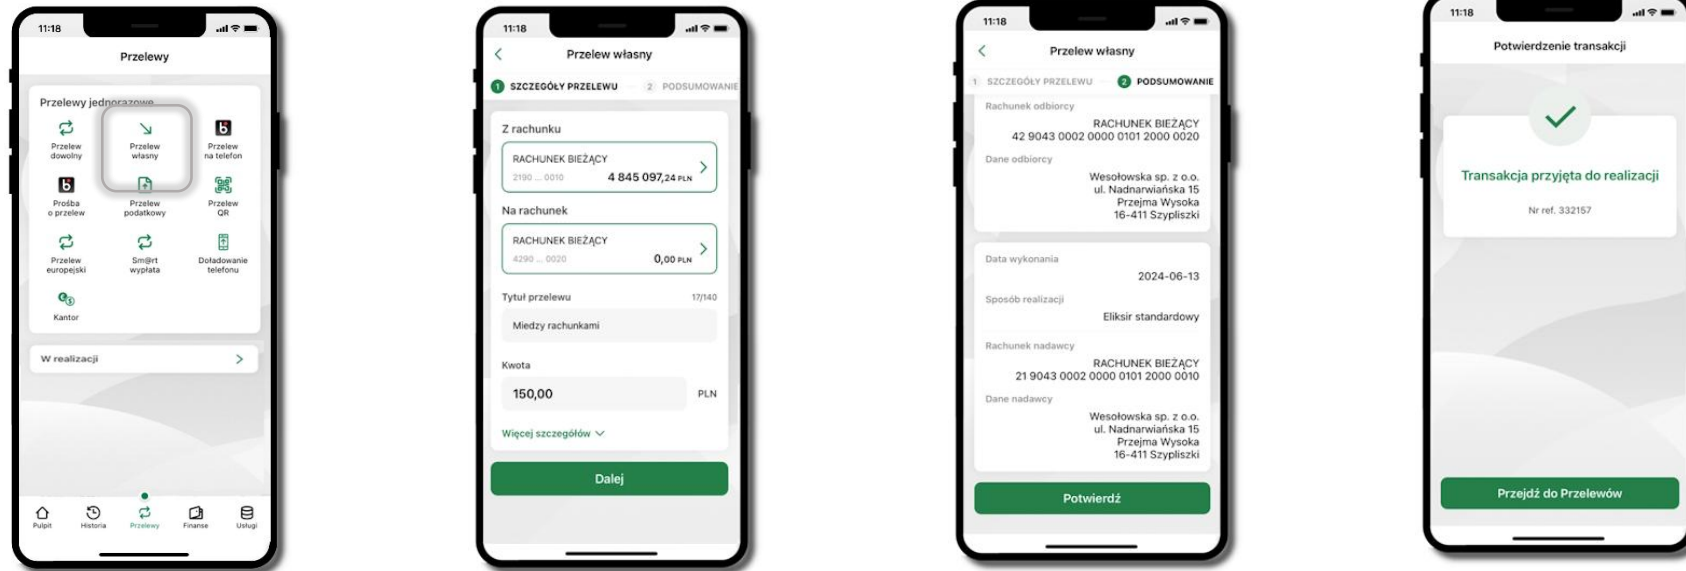 11:18
Przelewy
Przelewy jednorazowe
Przelew
dowolny
Przelew
własny
Przelew
na telefon
Prośba
o przelew
Przelew
podatkowy
Przelew
QR
Przelew
europejski
Sm@rt
wypłata
Doładowanie
telefonu
Kantor
W realizacji
Pulpit
Historia
Przelewy
Finanse
Usługi
11:18
Przelew własny
1 SZCZEGÓŁY PRZELEWU 2 PODSUMOWANIE
Z rachunku
RACHUNEK BIEŻĄCY
2190 ... 0010 4 845 097,24 PLN
Na rachunek
RACHUNEK BIEŻĄCY
4290 ... 0020 0,00 PLN
Tytuł przelewu 17/140
Miedzy rachunkami
Kwota
150,00 PLN
Więcej szczegółów
Dalej
11:18
Przelew własny
1 SZCZEGÓŁY PRZELEWU 2 PODSUMOWANIE
Rachunek odbiorcy
RACHUNEK BIEŻĄCY
42 9043 0002 0000 0101 2000 0020
Dane odbiorcy
Wesołowska sp. z o.o.
ul. Nadnarwiańska 15
Przejma Wysoka
16-411 Szypliszki
Data wykonania
2024-06-13
Sposób realizacji
Eliksir standardowy
Rachunek nadawcy
RACHUNEK BIEŻĄCY
21 9043 0002 0000 0101 2000 0010
Dane nadawcy
Wesołowska sp. z o.o.
ul. Nadnarwiańska 15
Przejma Wysoka
16-411 Szypliszki
Potwierdź
11:18
Potwierdzenie transakcji
Transakcja przyjęta do realizacji
Nr ref. 332157
Przejdź do Przelewów